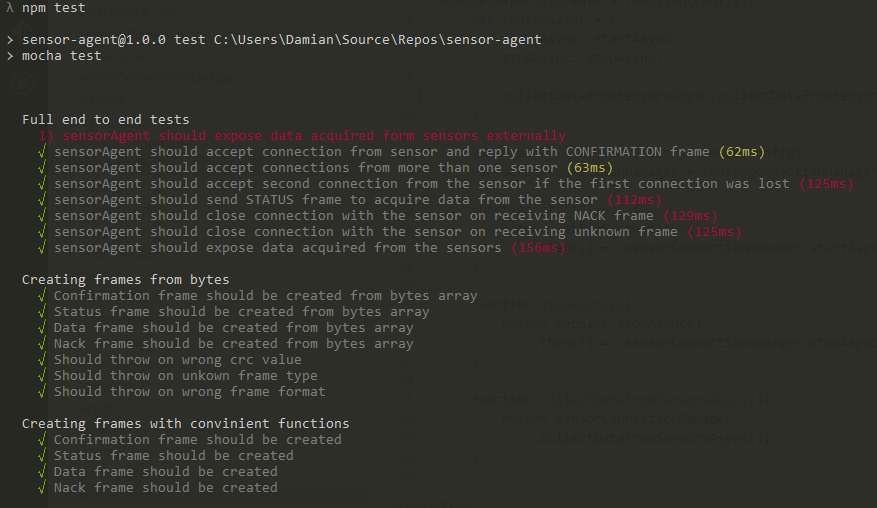 λ npm test
> sensor-agent@1.0.0 test C:\Users\Damian\Source\Repos\sensor-agent
> mocha test
Full end to end tests
1) sensorAgent should expose data acquired form sensors externally
√ sensorAgent should accept connection from sensor and reply with CONFIRMATION frame (62ms)
√ sensorAgent should accept connections from more than one sensor (63ms)
√ sensorAgent should accept second connection from the sensor if the first connection was lost (125ms)
√ sensorAgent should send STATUS frame to acquire data from the sensor (112ms)
√ sensorAgent should close connection with the sensor on receiving NACK frame (129ms)
√ sensorAgent should close connection with the sensor on receiving unknown frame (125ms)
√ sensorAgent should expose data acquired from the sensors (156ms)
Creating frames from bytes
√ Confirmation frame should be created from bytes array
√ Status frame should be created from bytes array
√ Data frame should be created from bytes array
√ Nack frame should be created from bytes array
√ Should throw on wrong crc value
√ Should throw on unkown frame type
√ Should throw on wrong frame format
Creating frames with convinient functions
√ Confirmation frame should be created
√ Status frame should be created
√ Data frame should be created
√ Nack frame should be created